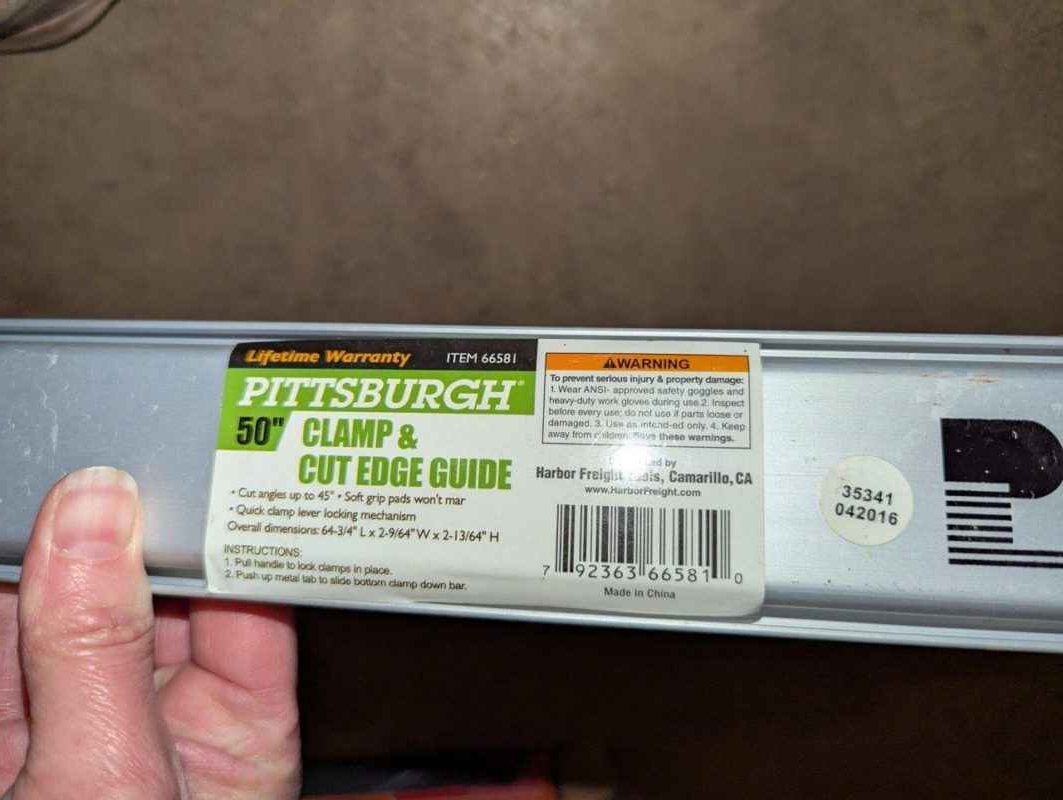 Lifetime Warranty ITEM 66581
PITTSBURGH®
50" CLAMP &
CUT EDGE GUIDE
• Cut angles up to 45° • Soft grip pads won't mar
• Quick clamp lever locking mechanism
Overall dimensions: 64-3/4" L x 2-9/64" W x 2-13/64" H
INSTRUCTIONS:
1. Pull handle to lock clamps in place.
2. Push up metal tab to slide bottom clamp down bar.
WARNING
To prevent serious injury & property damage:
1. Wear ANSI- approved safety goggles and
heavy-duty work gloves during use.2. Inspect
before every use; do not use if parts loose or
damaged. 3. Use as intend-ed only. 4. Keep
away from children. Save these warnings.
by
Harbor Freight Tools, Camarillo, CA
www.HarborFreight.com
7 92363 66581 0
Made in China
35341
042016
P